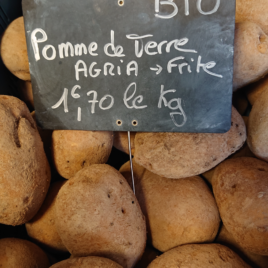 BIO
Pomme de Terre
AGRIA → Frite
1€,70 le Kg